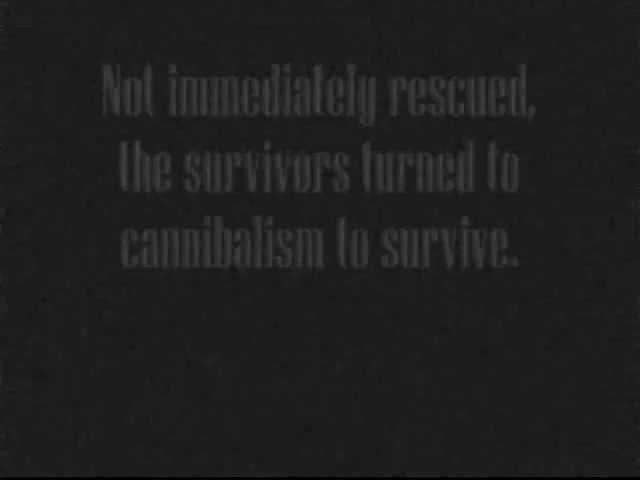 Not immediately rescued,
the survivors turned to
cannibalism to survive.